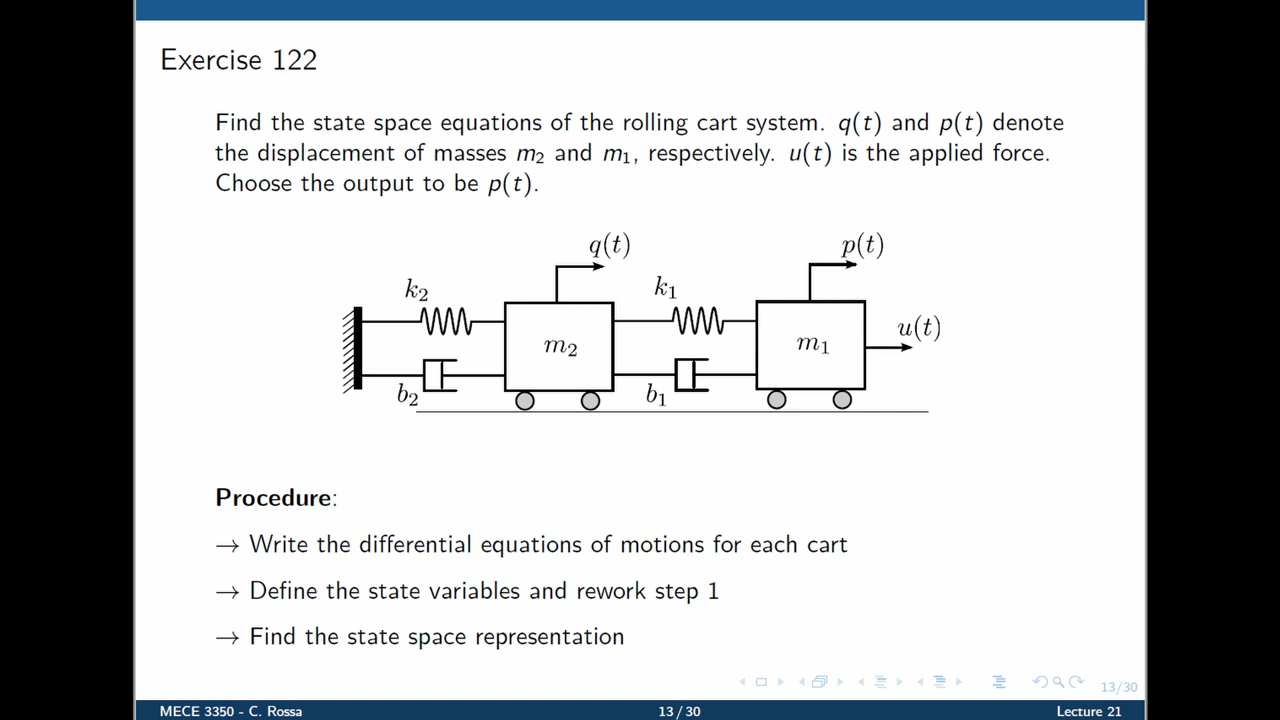 Exercise 122
Find the state space equations of the rolling cart system. q(t) and p(t) denote
the displacement of masses m₂ and m₁, respectively. u(t) is the applied force.
Choose the output to be p(t).
q(t)
p(t)
k₂
k₁
u(t)
m₂
m₁
b₂
b₁
Procedure:
→ Write the differential equations of motions for each cart
→ Define the state variables and rework step 1
→ Find the state space representation
13/30
MECE 3350 - C. Rossa
13 / 30
Lecture 21